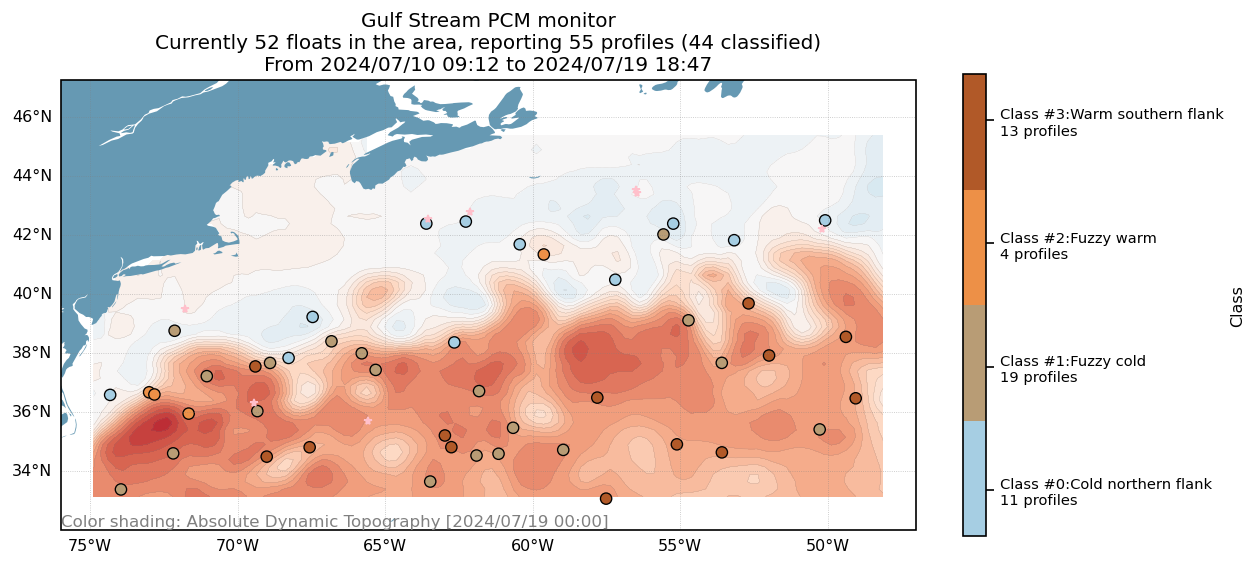 Gulf Stream PCM monitor
Currently 52 floats in the area, reporting 55 profiles (44 classified)
From 2024/07/10 09:12 to 2024/07/19 18:47
46°N
44°N
42°N
40°N
38°N
36°N
34°N
Color shading: Absolute Dynamic Topography [2024/07/19 00:00]
75°W
70°W
65°W
60°W
55°W
50°W
Class #3:Warm southern flank
13 profiles
Class #2:Fuzzy warm
4 profiles
Class #1:Fuzzy cold
19 profiles
Class #0:Cold northern flank
11 profiles
Class